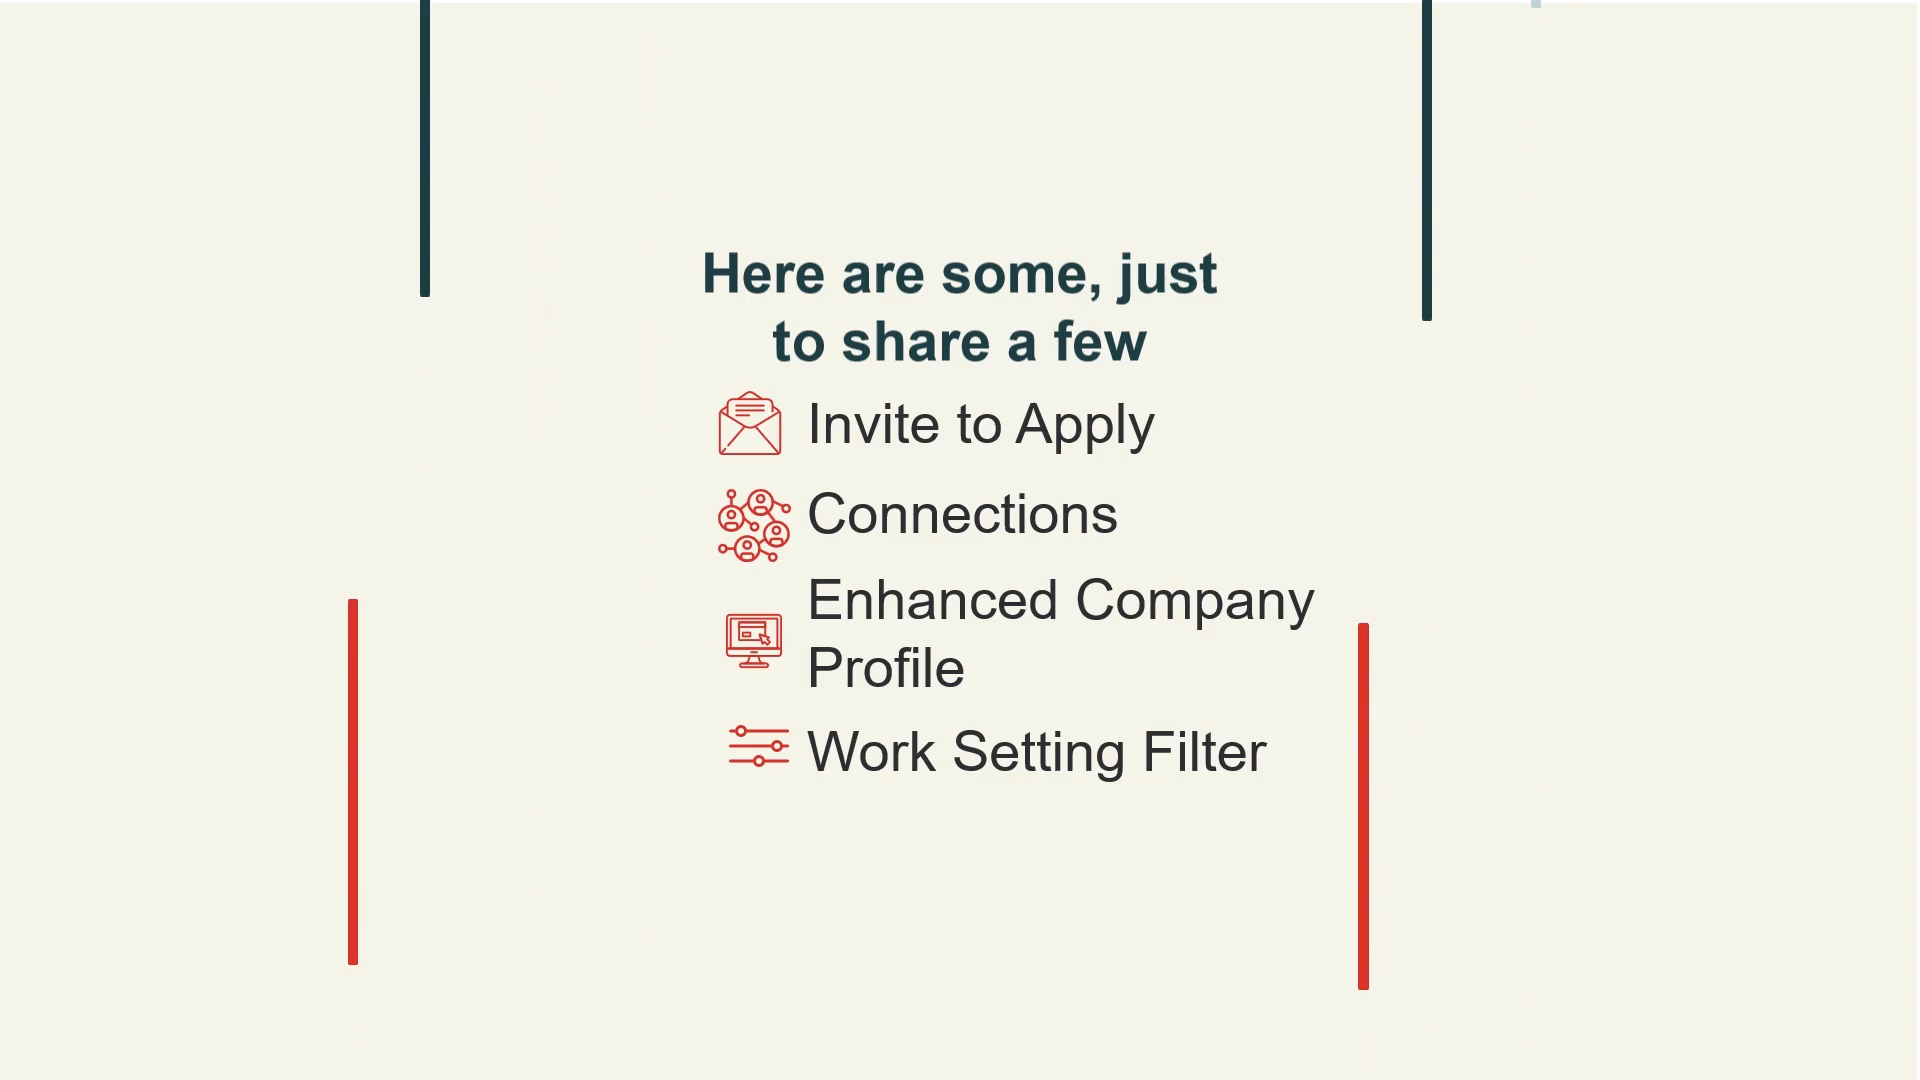 Here are some, just
to share a few
Invite to Apply
Connections
Enhanced Company
Profile
Work Setting Filter